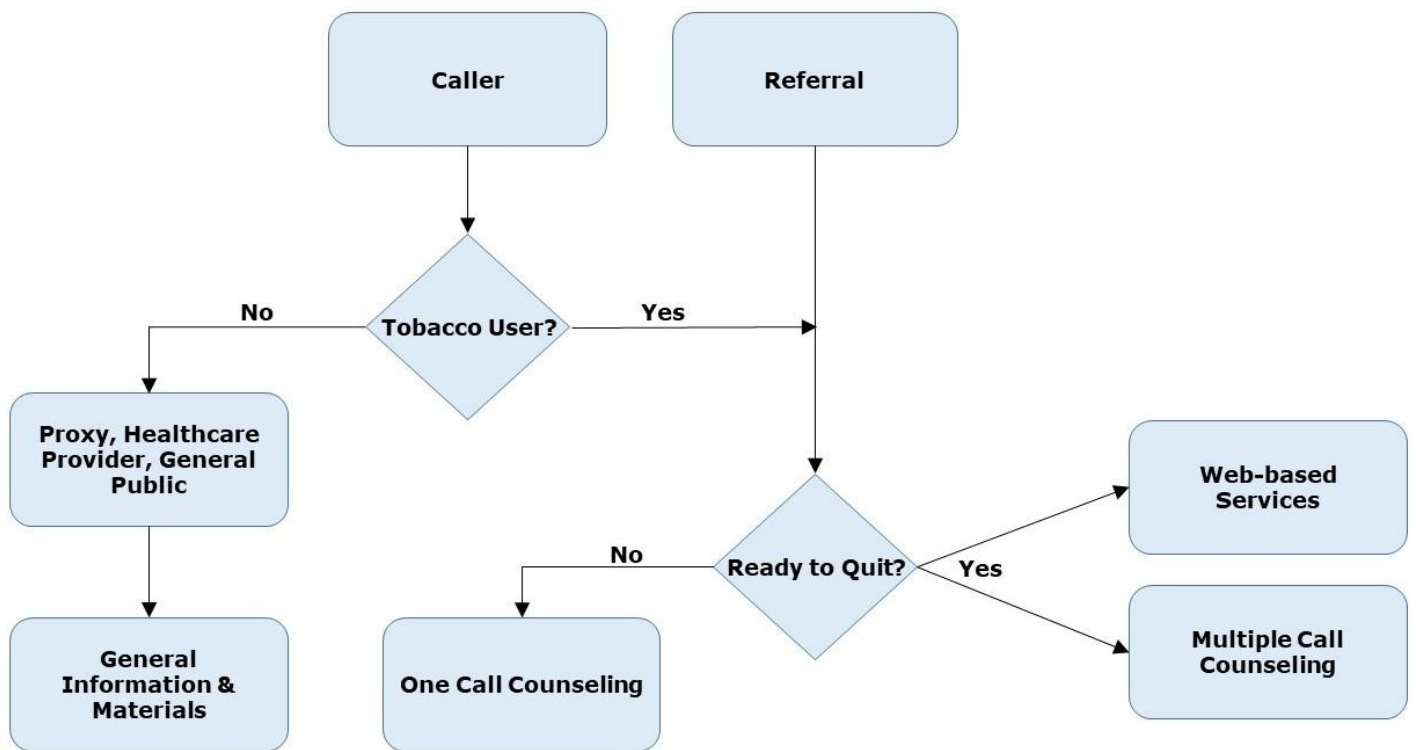 Caller
Referral
No
Tobacco User?
Yes
Proxy, Healthcare
Provider, General
Public
Web-based
Services
No
Ready to Quit?
Yes
General
Information &
Materials
One Call Counseling
Multiple Call
Counseling